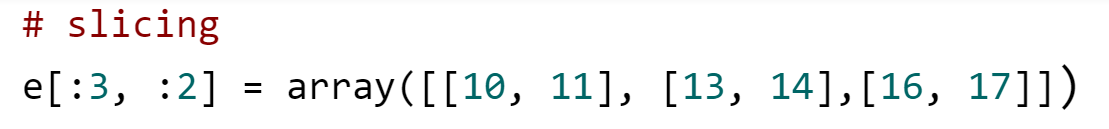 # slicing
e[:3, :2] = array([[10, 11], [13, 14],[16, 17]])